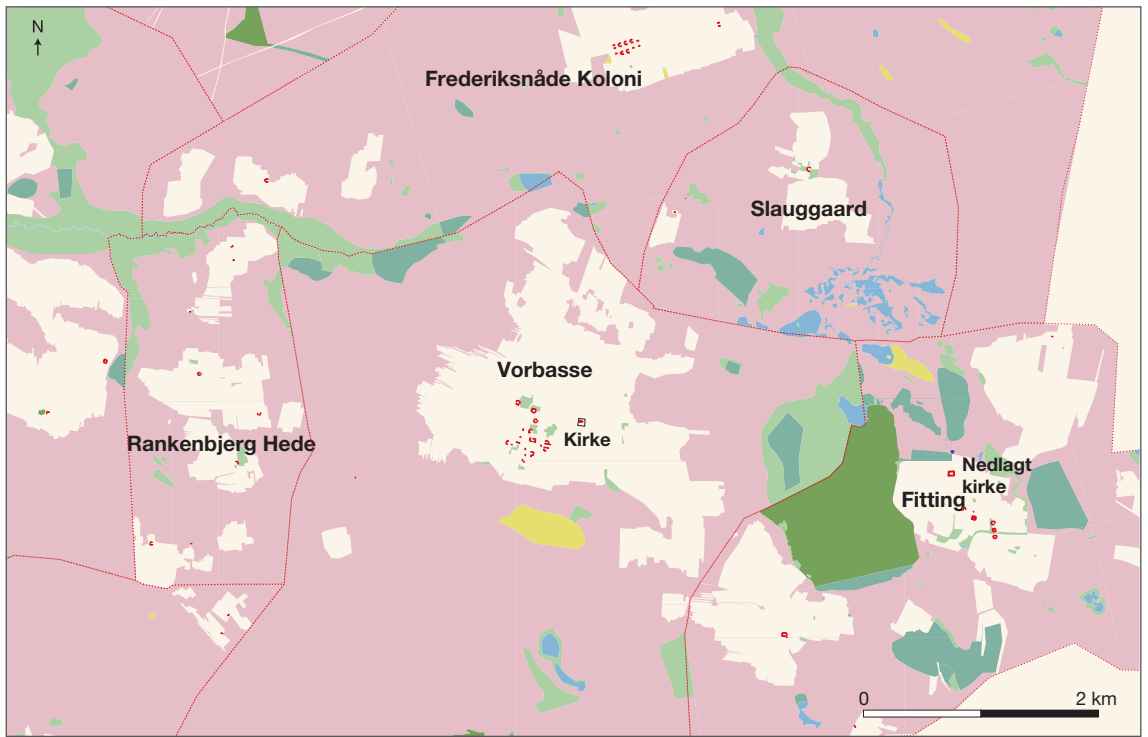 N
Frederiksnåde Koloni
Slauggaard
Vorbasse
Kirke
Rankenbjerg Hede
Nedlagt
kirke
Fitting
0 2 km